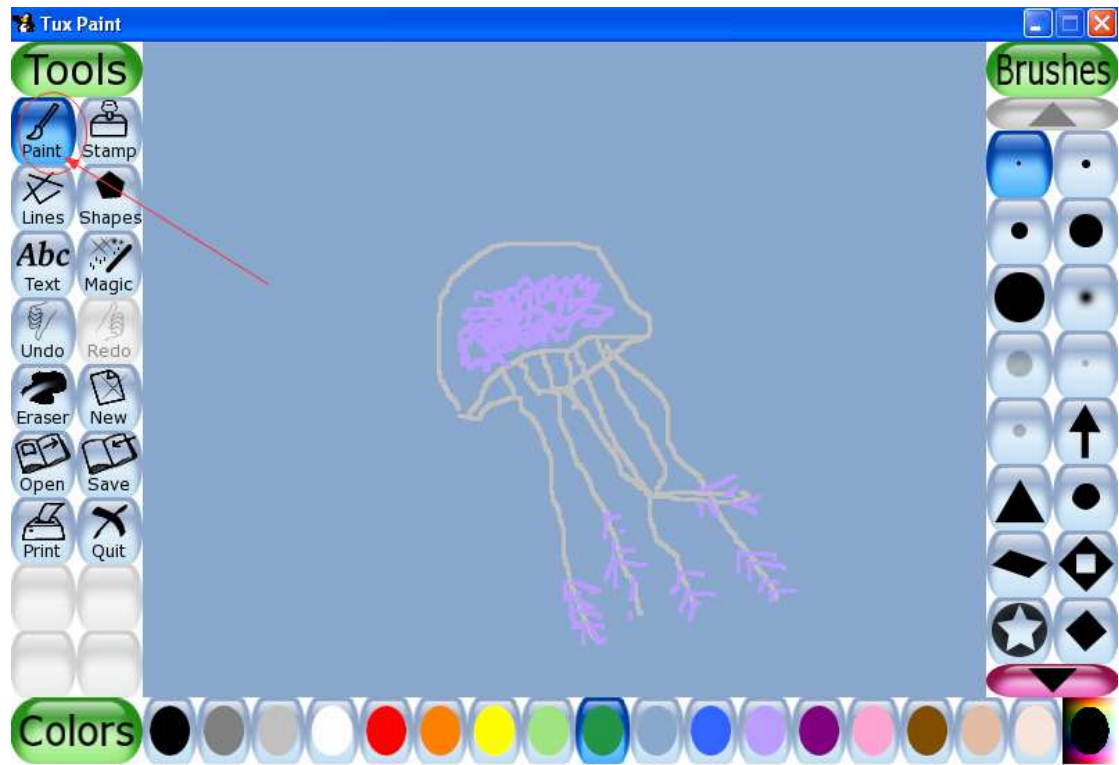 Tux Paint
Tools
Brushes
Paint Stamp
Lines Shapes
Abc
Text Magic
Undo Redo
Eraser New
Open Save
Print Quit
Colors